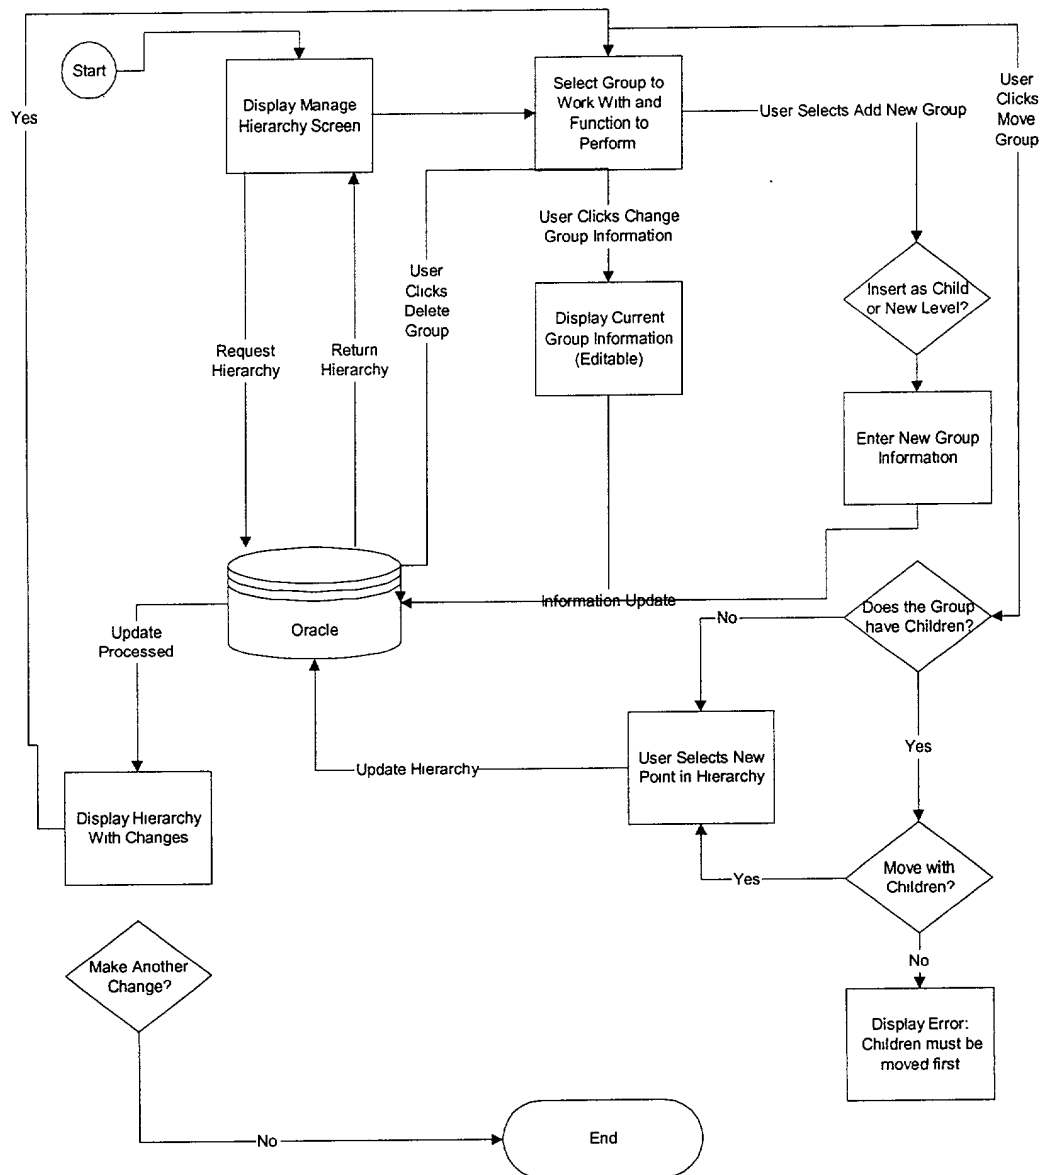 Start
Yes
Display Manage
Hierarchy Screen
Select Group to
Work With and
Function to
Perform
User Selects Add New Group
User
Clicks
Move
Group
User Clicks Change
Group Information
User
Clicks
Delete
Group
Insert as Child
or New Level?
Display Current
Group Information
(Editable)
Request
Hierarchy
Return
Hierarchy
Enter New Group
Information
Information Update
Oracle
Does the Group
have Children?
No
Update
Processed
Yes
User Selects New
Point in Hierarchy
Update Hierarchy
Display Hierarchy
With Changes
Move with
Children?
Yes
No
Make Another
Change?
Display Error:
Children must be
moved first
No
End